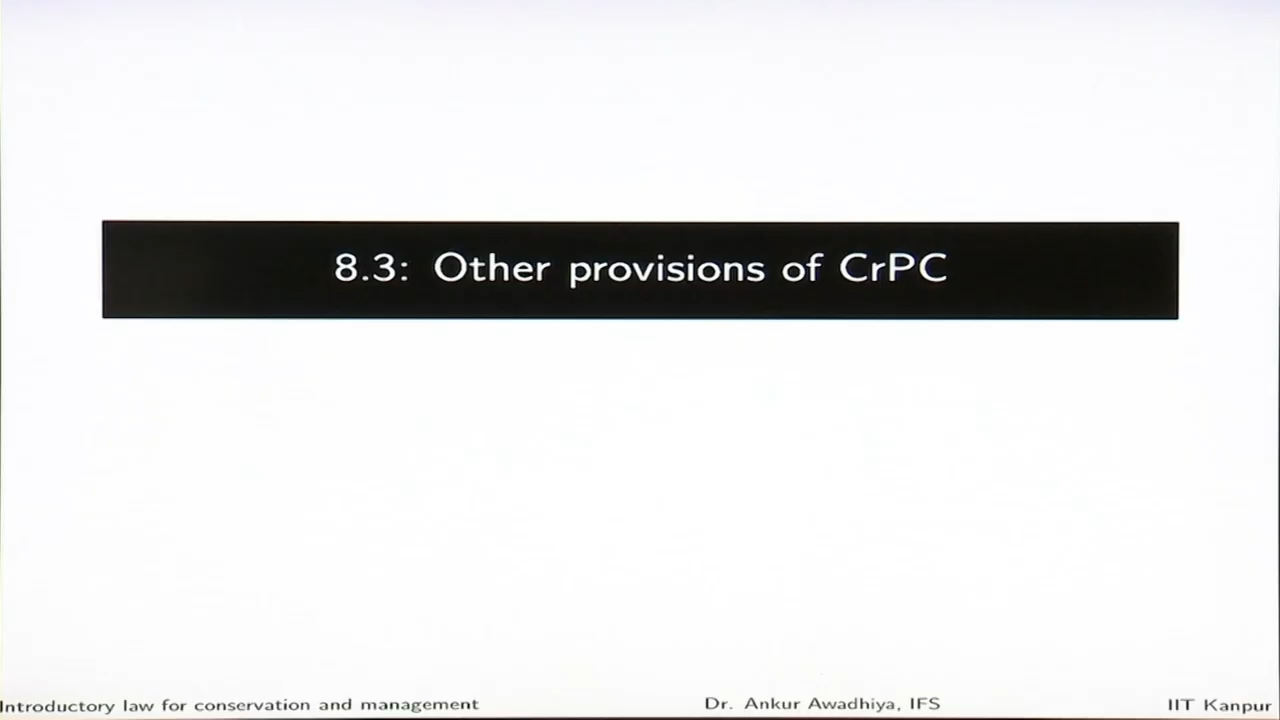 8.3: Other provisions of CrPC
Introductory law for conservation and management Dr. Ankur Awadhiya, IFS IIT Kanpur